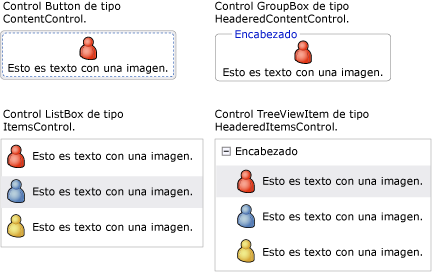 Control Button de tipo
ContentControl.
Esto es texto con una imagen.
Control GroupBox de tipo
HeaderedContentControl.
Encabezado
Esto es texto con una imagen.
Control ListBox de tipo
ItemsControl.
Esto es texto con una imagen.
Esto es texto con una imagen.
Esto es texto con una imagen.
Control TreeViewItem de tipo
HeaderedItemsControl.
Encabezado
Esto es texto con una imagen.
Esto es texto con una imagen.
Esto es texto con una imagen.